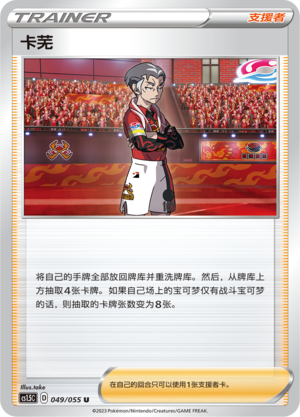 TRAINER
支援者
卡芜
将自己的手牌全部放回牌库并重洗牌库。然后，从牌库上
方抽取4张卡牌。如果自己场上的宝可梦仅有战斗宝可梦
的话，则抽取的卡牌张数变为8张。
Illus.take
CS1.5C D 049/055 U
在自己的回合只可以使用1张支援者卡。
©2023 Pokémon/Nintendo/Creatures/GAME FREAK.